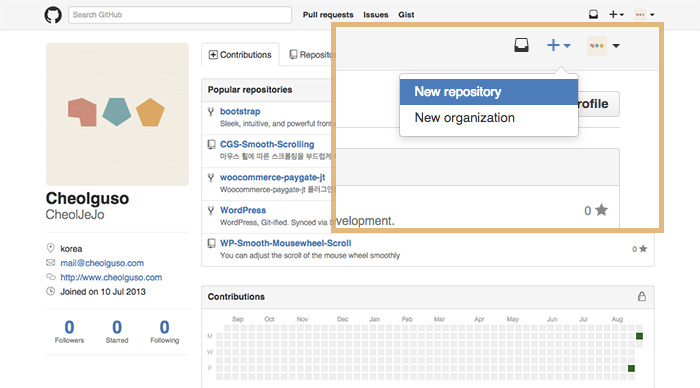 Search GitHub
Pull requests Issues Gist
Contributions
Popular repositories
bootstrap
Sleek, intuitive, and powerful
CGS-Smooth-Scrolling
마우스 휠에 따른 스크롤링을 부드럽게
woocommerce-paygate-jt
Woocommerce-paygate-jt 플러그인
WordPress
WordPress, Git-ified. Synced via
WP-Smooth-Mousewheel-Scroll
You can adjust the scroll of the mouse wheel smoothly
0
New repository
New organization
rofile
0
velopment.
Cheolguso
CheolJeJo
korea
mail@cheolguso.com
http://www.cheolguso.com
Joined on 10 Jul 2013
0 0 0
Followers Starred Following
Contributions
Sep Oct Nov Dec Jan Feb Mar Apr May Jun Jul Aug
M
W
F